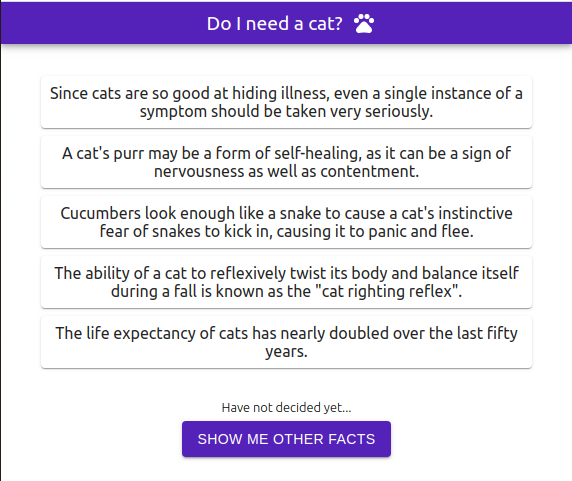 Do I need a cat?
Since cats are so good at hiding illness, even a single instance of a
symptom should be taken very seriously.
A cat's purr may be a form of self-healing, as it can be a sign of
nervousness as well as contentment.
Cucumbers look enough like a snake to cause a cat's instinctive
fear of snakes to kick in, causing it to panic and flee.
The ability of a cat to reflexively twist its body and balance itself
during a fall is known as the "cat righting reflex".
The life expectancy of cats has nearly doubled over the last fifty
years.
Have not decided yet...
SHOW ME OTHER FACTS